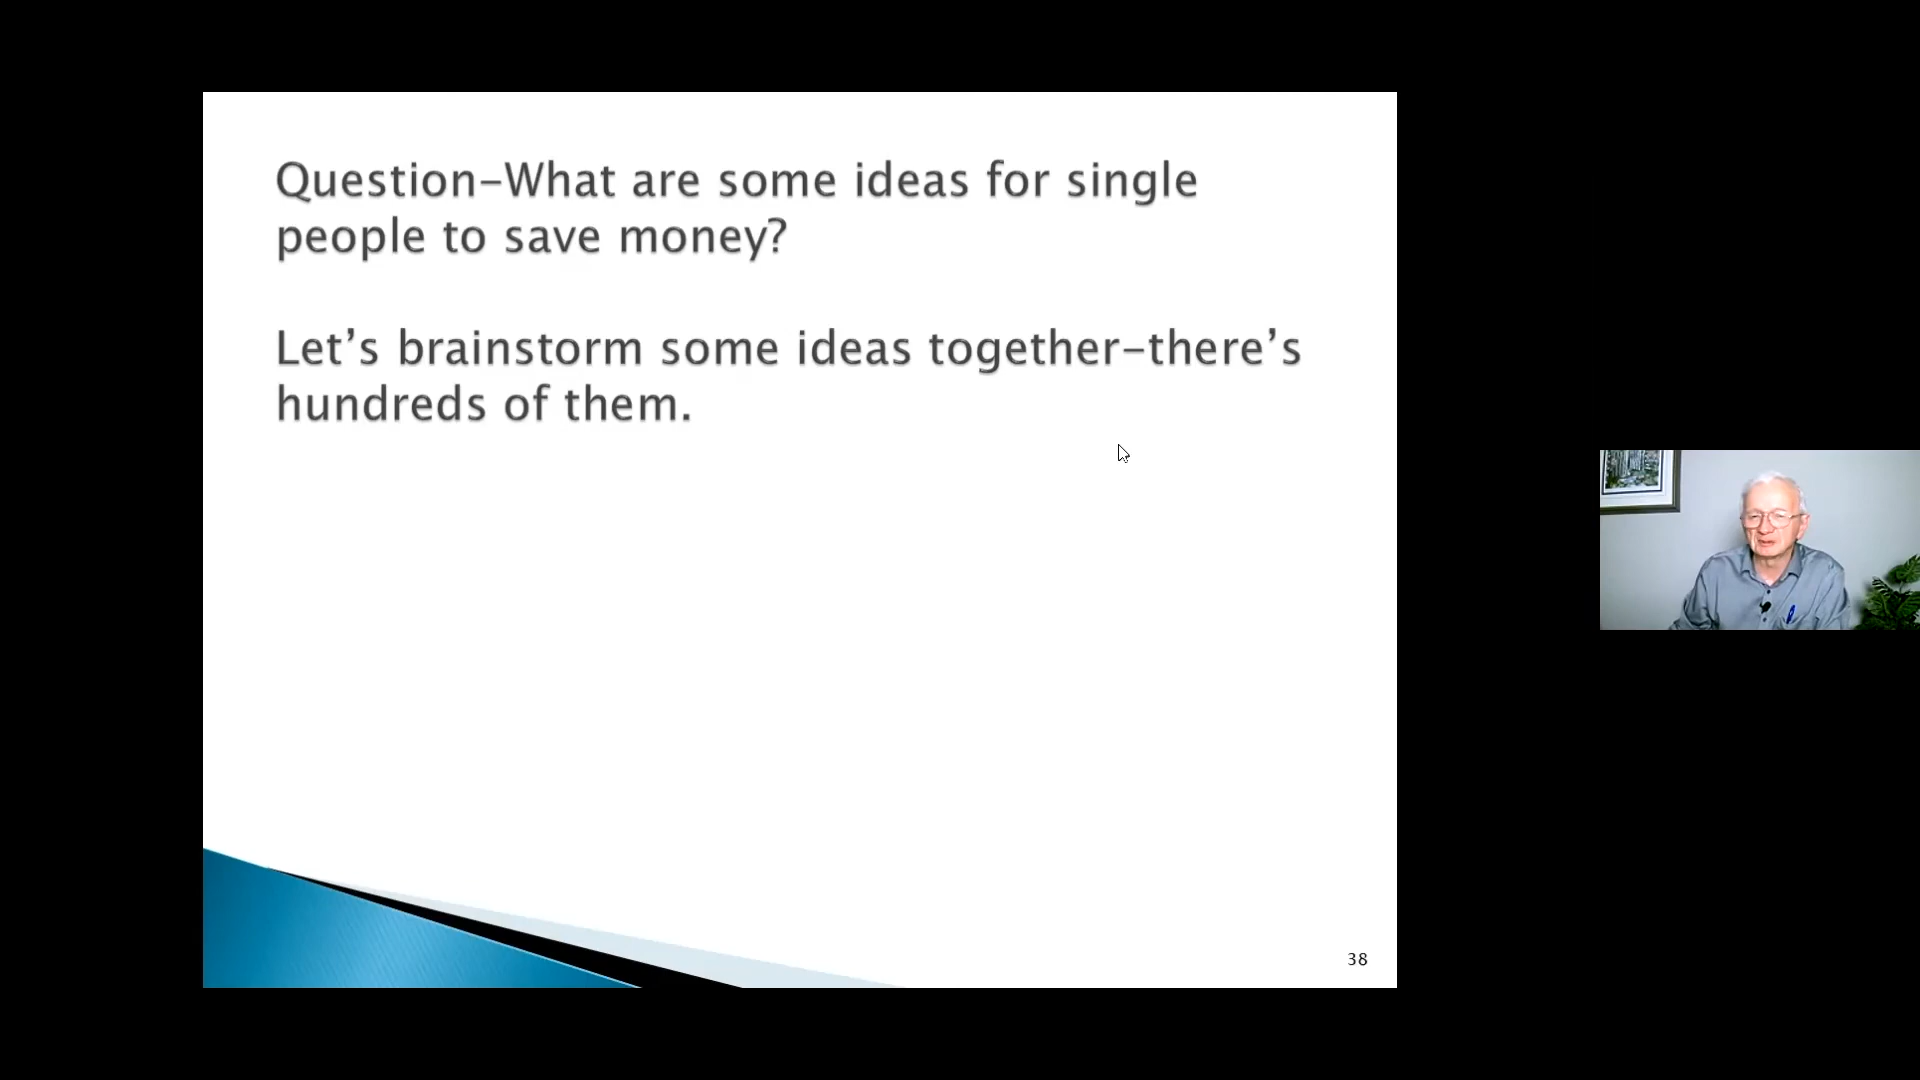 Question-What are some ideas for single
people to save money?
Let's brainstorm some ideas together-there's
hundreds of them.
38